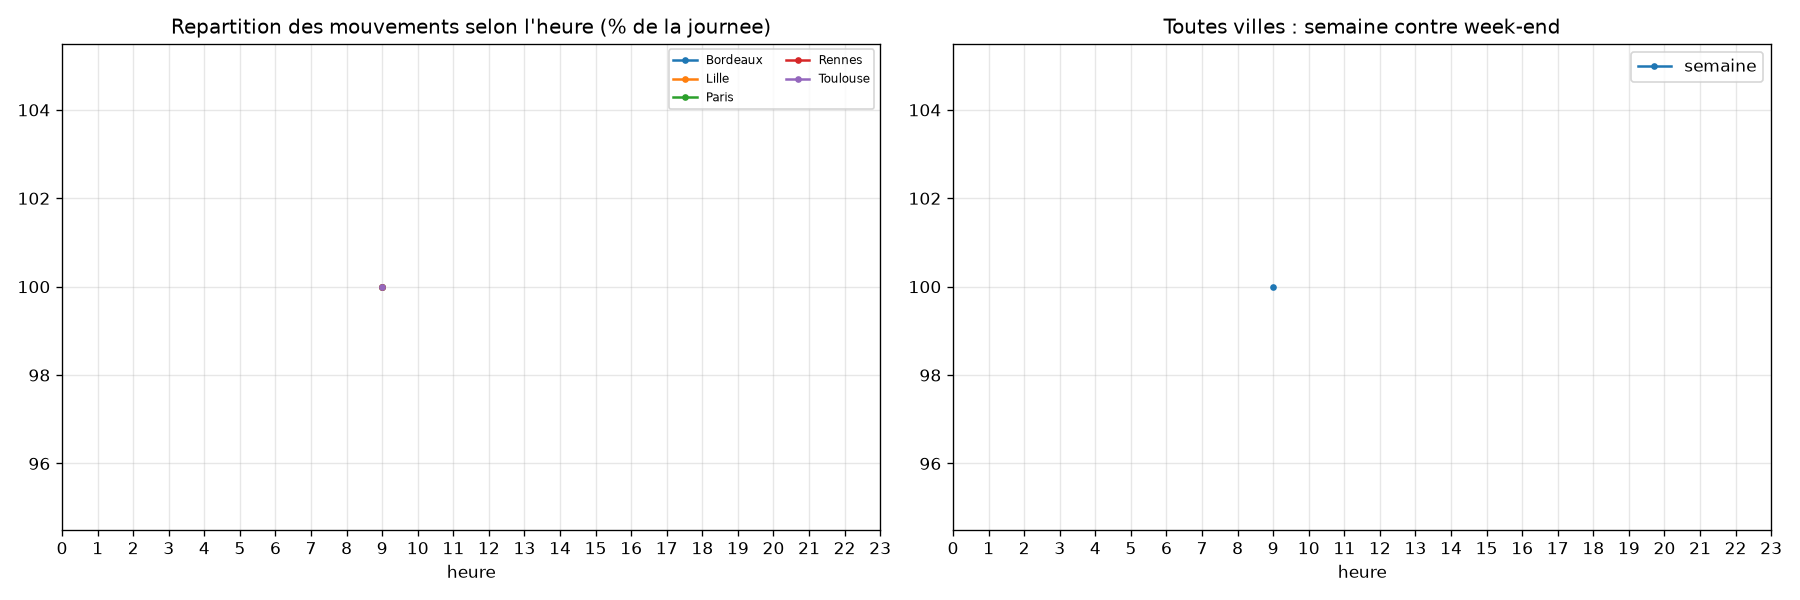 Repartition des mouvements selon l'heure (% de la journee)
Bordeaux Rennes
Lille Toulouse
Paris
104
102
100
98
96
0 1 2 3 4 5 6 7 8 9 10 11 12 13 14 15 16 17 18 19 20 21 22 23
heure
Toutes villes : semaine contre week-end
semaine
104
102
100
98
96
0 1 2 3 4 5 6 7 8 9 10 11 12 13 14 15 16 17 18 19 20 21 22 23
heure